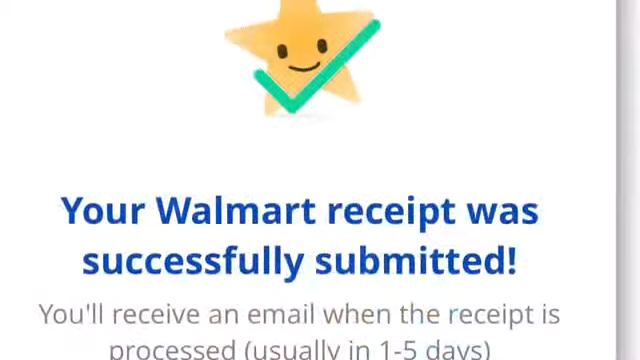 Your Walmart receipt was
successfully submitted!
You'll receive an email when the receipt is
processed (usually in 1-5 days)